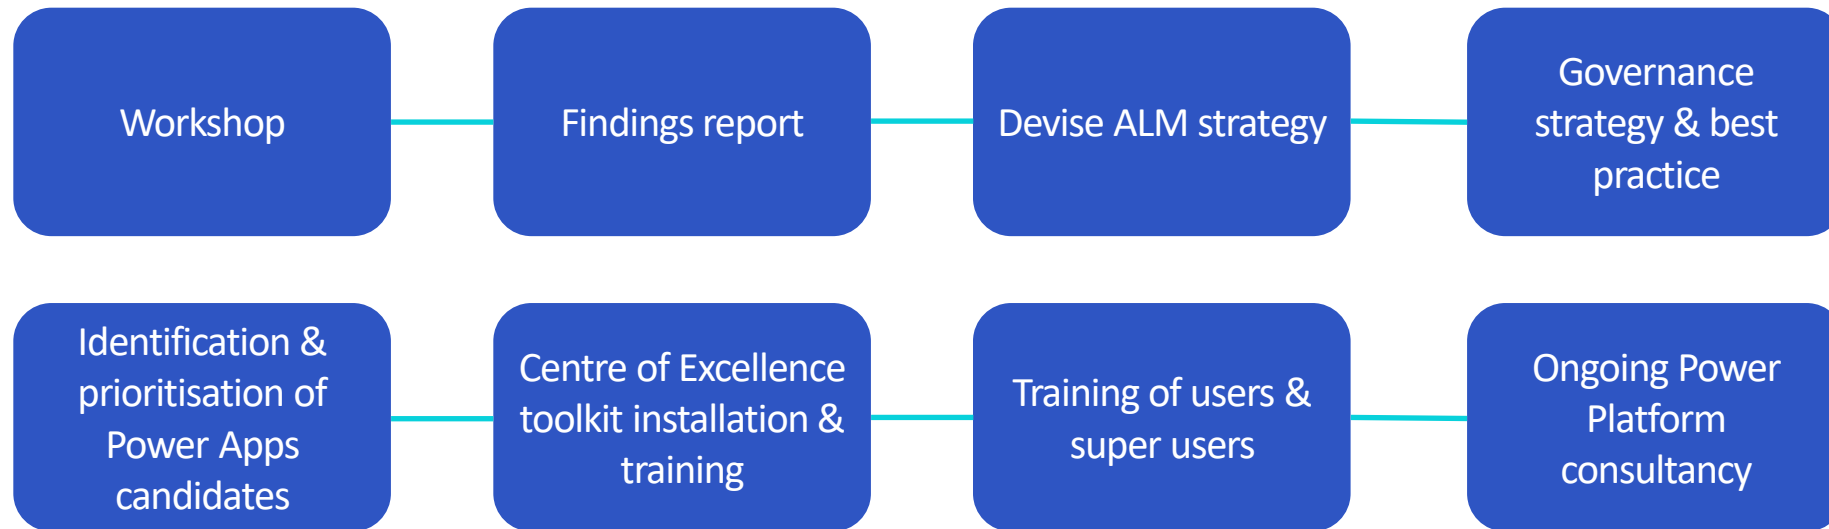 Workshop
Findings report
Devise ALM strategy
Governance
strategy & best
practice
Identification &
prioritisation of
Power Apps
candidates
Centre of Excellence
toolkit installation &
training
Training of users &
super users
Ongoing Power
Platform
consultancy